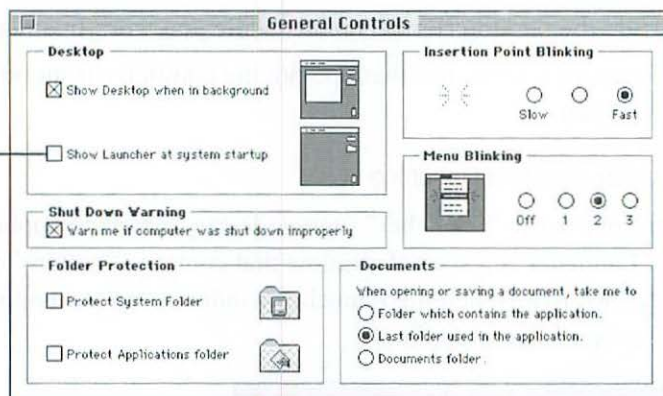 General Controls
Desktop
Show Desktop when in background
Show Launcher at system startup
Shut Down Warning
Warn me if computer was shut down improperly
Folder Protection
Protect System Folder
Protect Applications folder
Insertion Point Blinking
Slow
Fast
Menu Blinking
Off 1 2 3
Documents
When opening or saving a document, take me to
Folder which contains the application.
Last folder used in the application.
Documents folder.